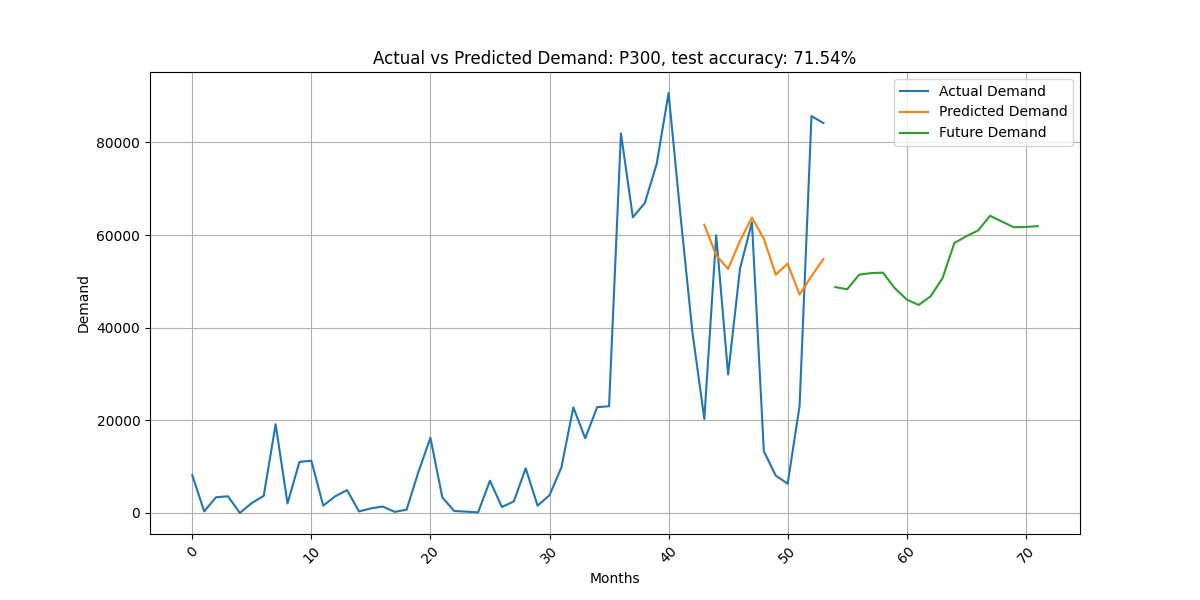 Actual vs Predicted Demand: P300, test accuracy: 71.54%
Actual Demand
Predicted Demand
Future Demand
Demand
80000
60000
40000
20000
0
0 10 20 30 40 50 60 70
Months